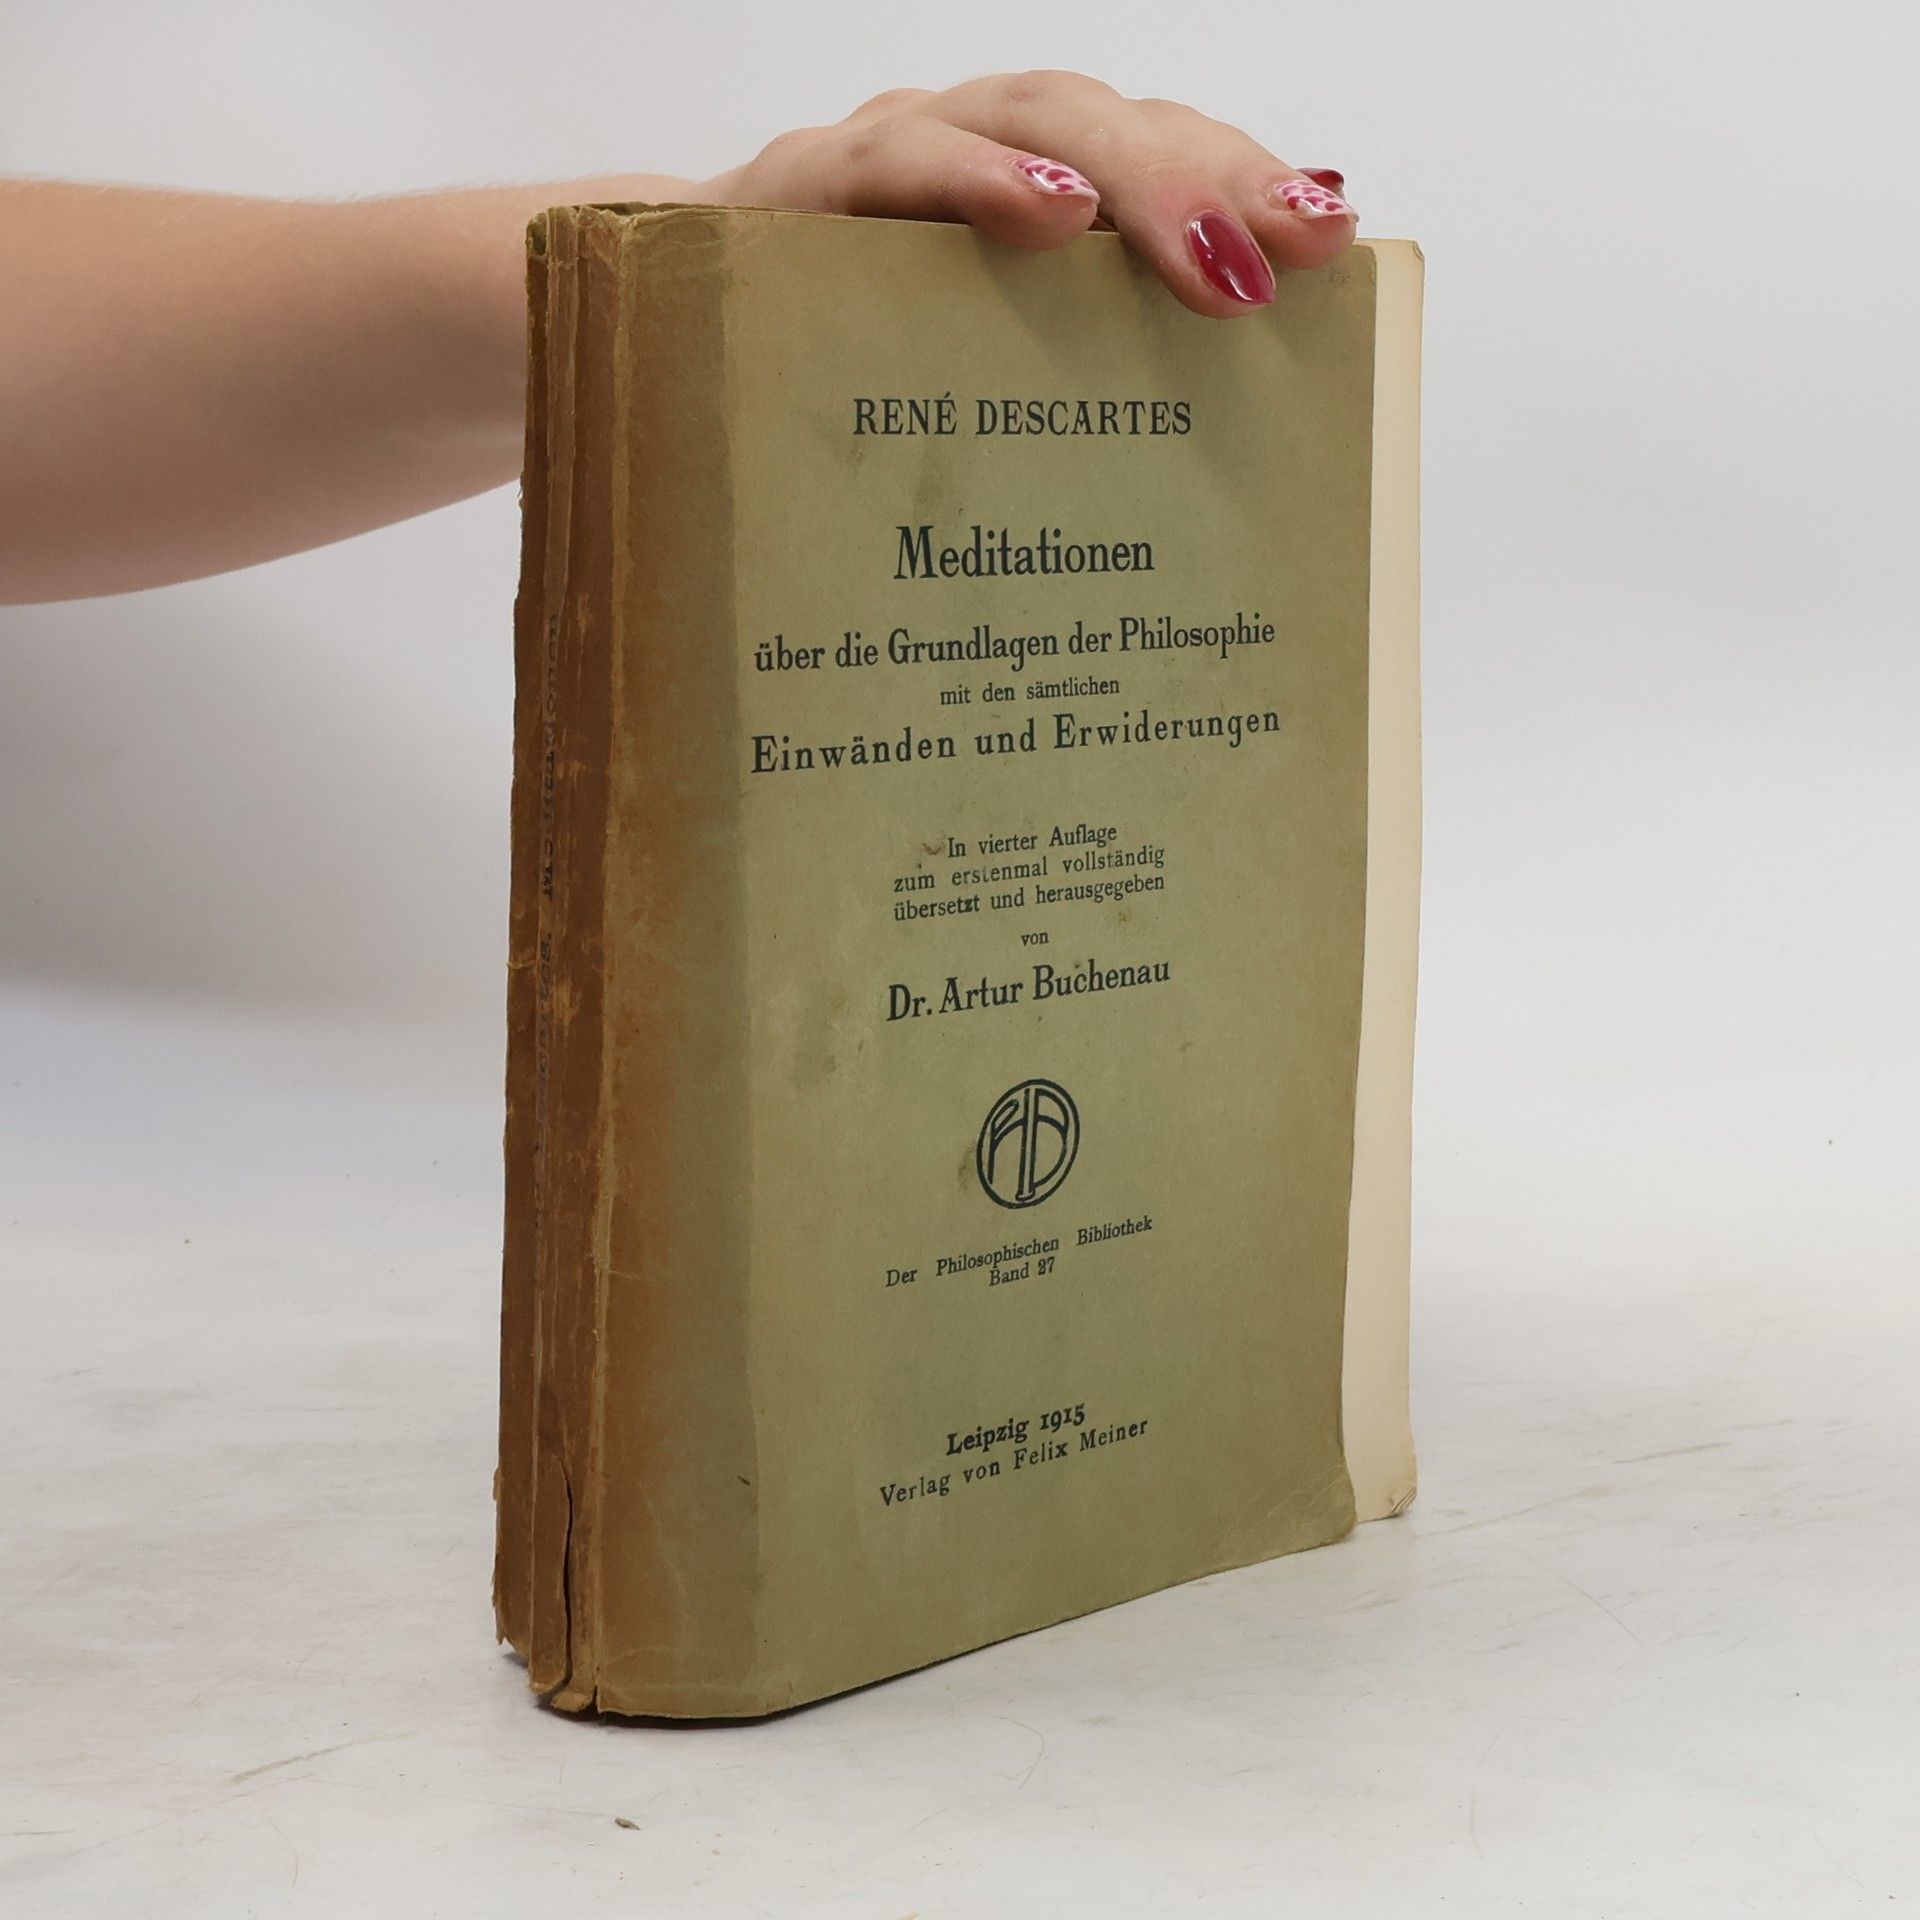 RENÉ DESCARTES
Meditationen
über die Grundlagen der Philosophie
mit den sämtlichen
Einwänden und Erwiderungen
In vierter Auflage
zum erstenmal vollständig
übersetzt und herausgegeben
von
Dr. Artur Buchenau
Der Philosophischen Bibliothek
Band 27
Leipzig 1915
Verlag von Felix Meiner